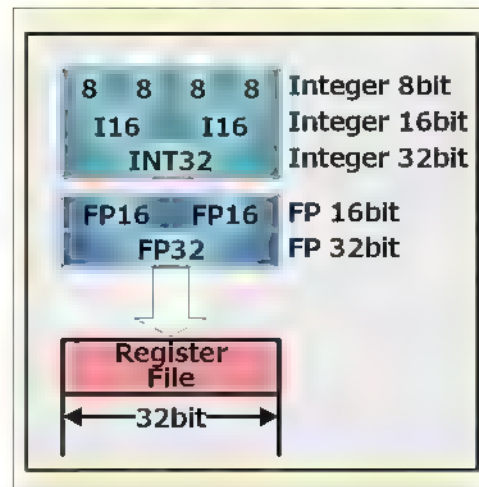 8 8 8 8 Integer 8bit
I16 I16 Integer 16bit
INT32 Integer 32bit
FP16 FP16 FP 16bit
FP32 FP 32bit
Register
File
32bit